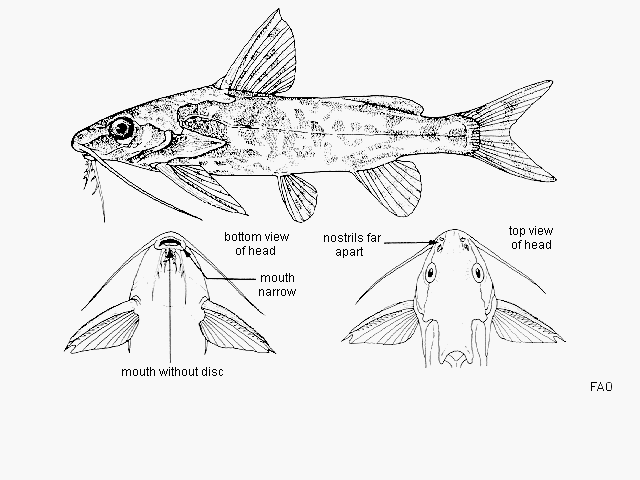 bottom view
of head
nostrils far
apart
top view
of head
mouth
narrow
mouth without disc
FAO